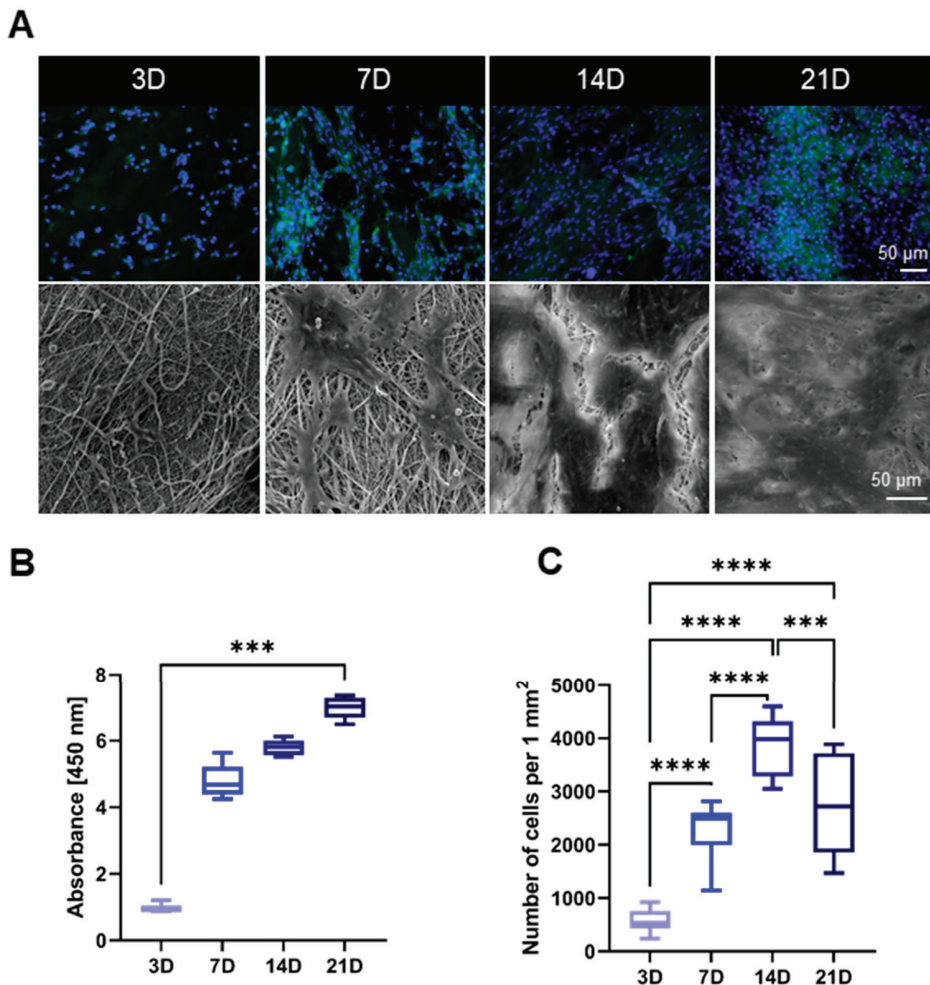 A
3D 7D 14D 21D
50 µm
50 µm
B
***
Absorbance [450 nm]
8
6
4
2
0
3D 7D 14D 21D
C
****
**** ***
****
****
Number of cells per 1 mm²
5000
4000
3000
2000
1000
0
3D 7D 14D 21D